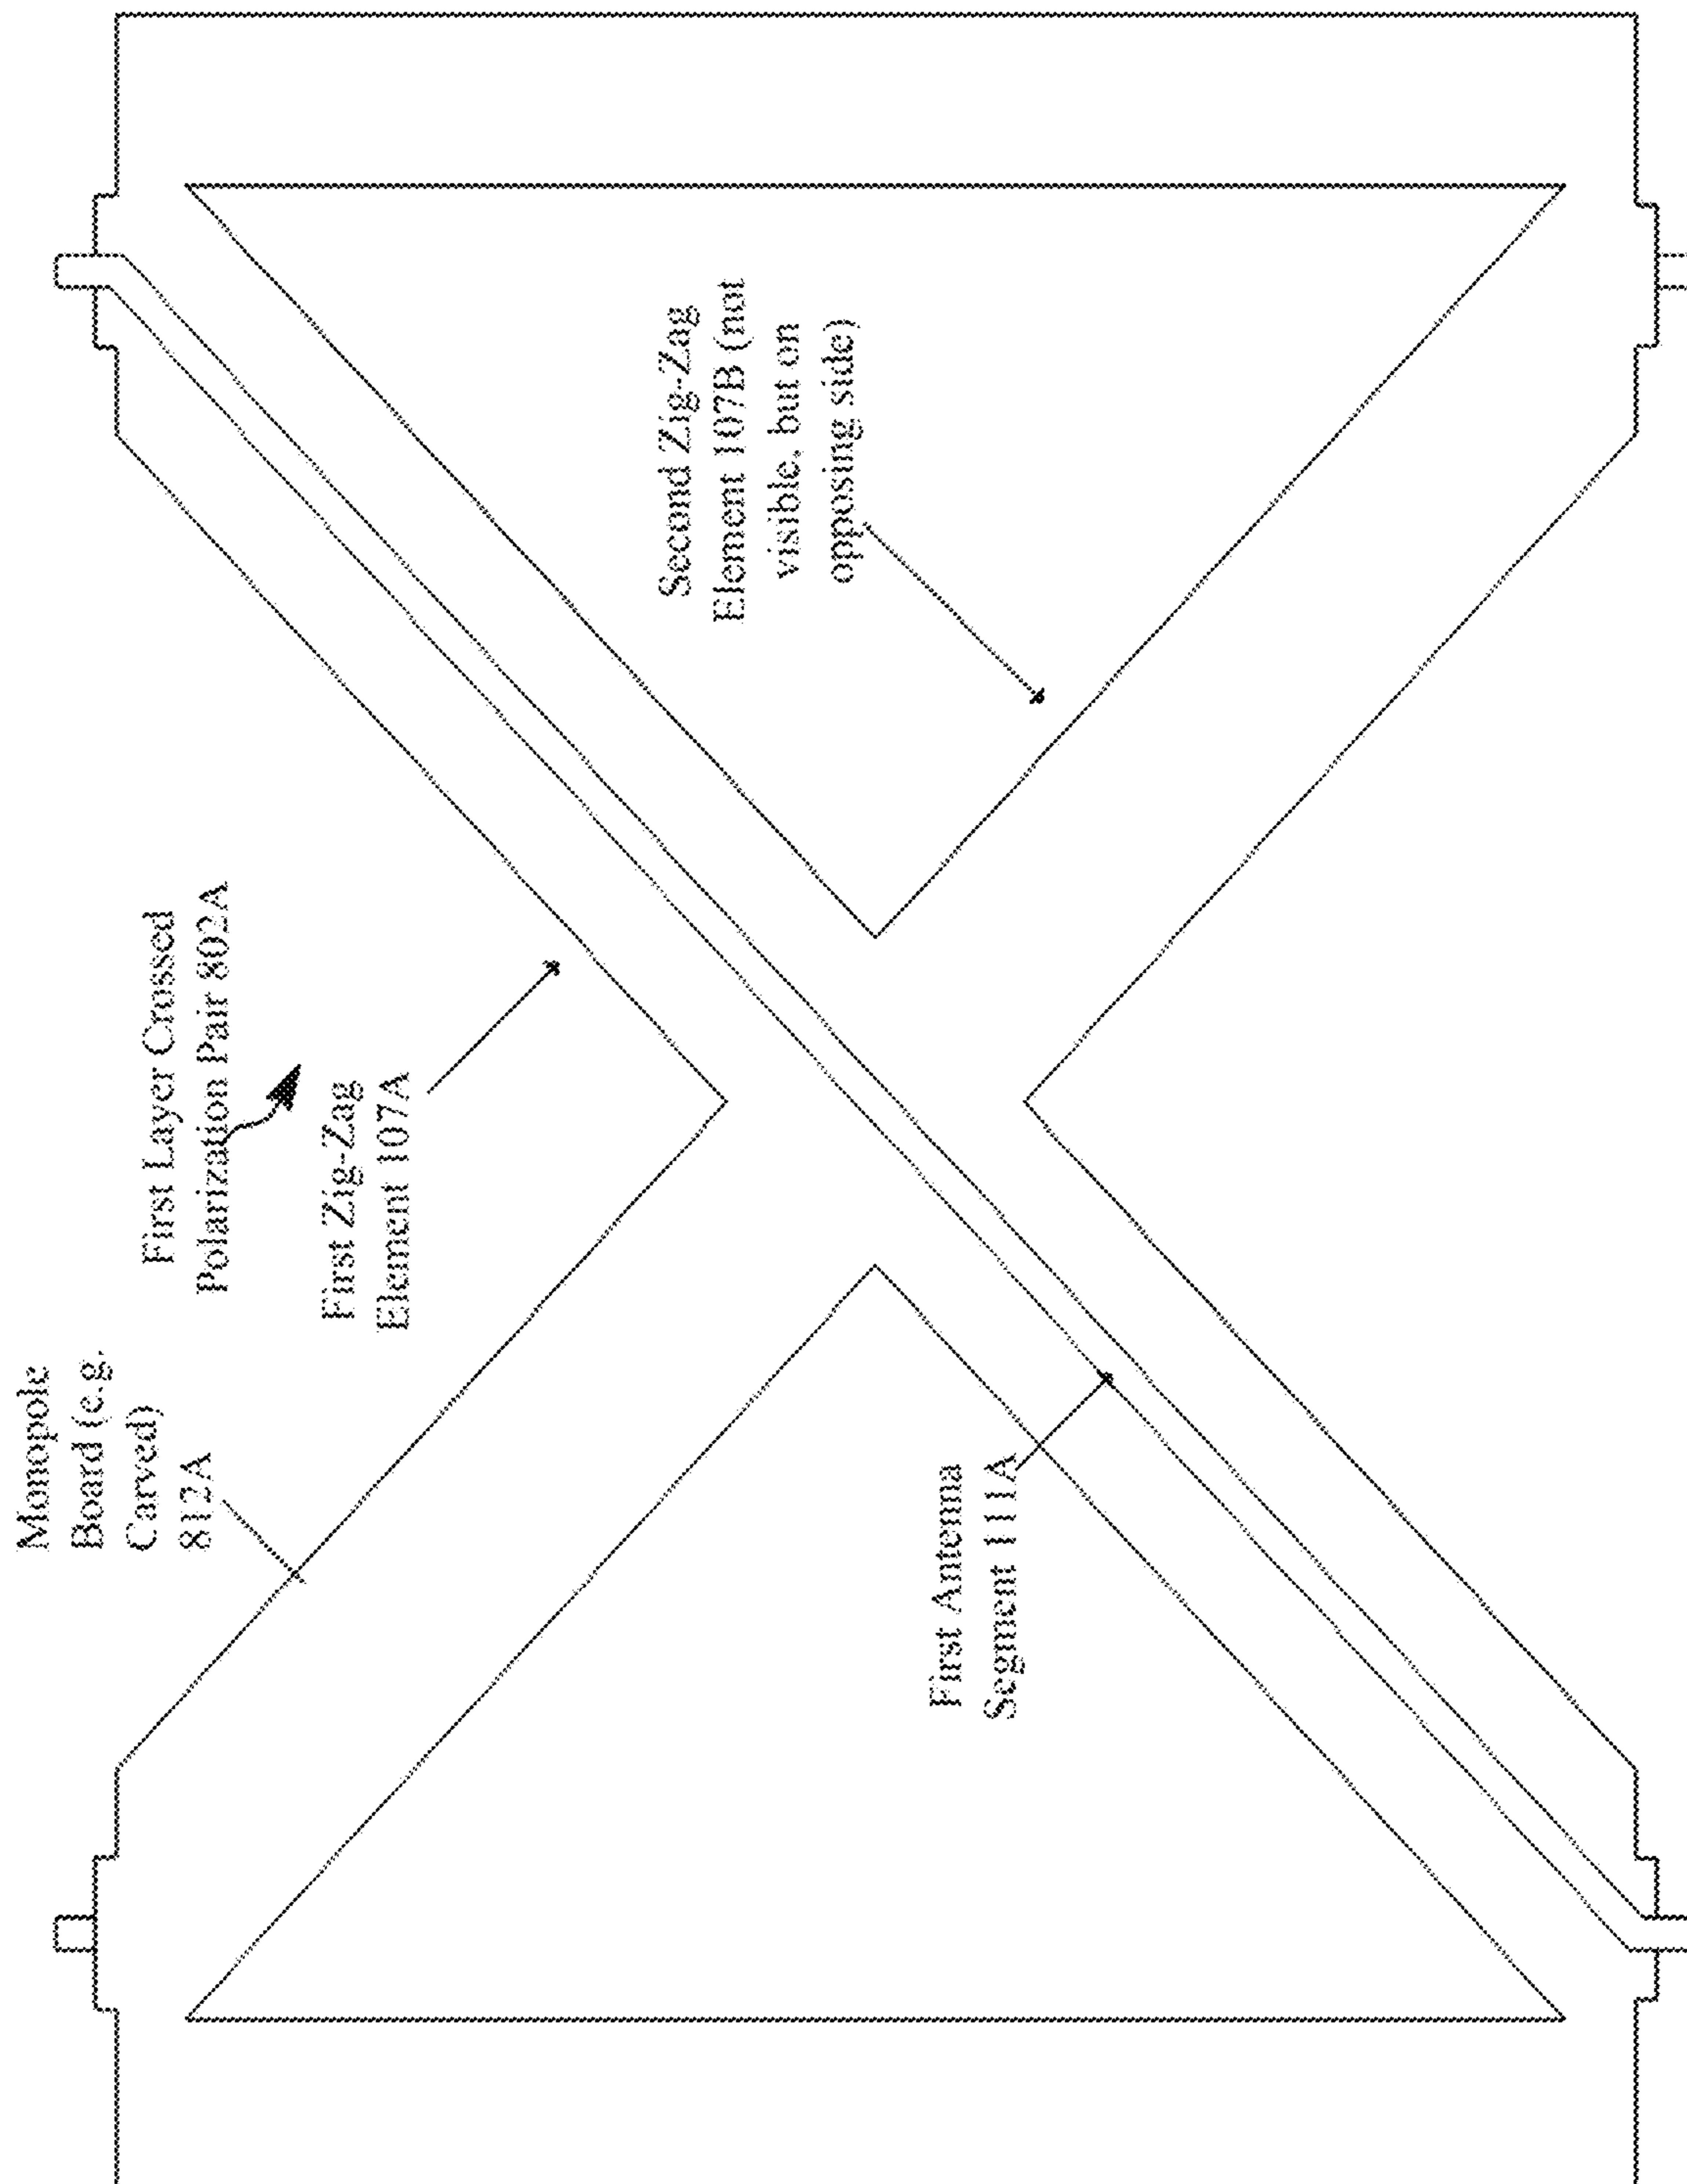 Monopole
Board (e.g.
Carved)
812A
First Layer Crossed
Polarization Pair 802A
First Zig-Zag
Element 107A
Second Zig-Zag
Element 107B (not
visible, but on
opposing side)
First Antenna
Segment 111A